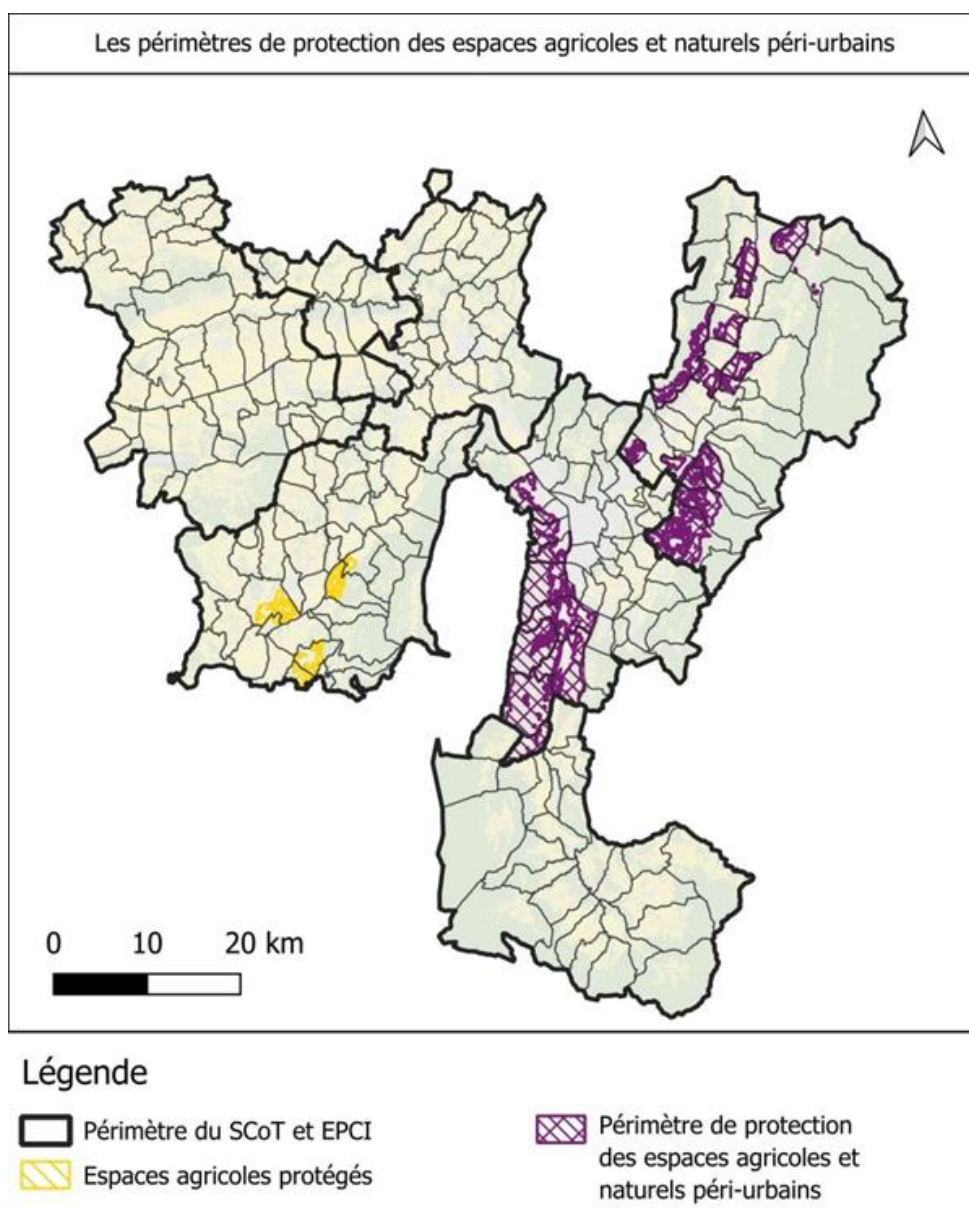 Les périmètres de protection des espaces agricoles et naturels péri-urbains
0 10 20 km
Légende
Périmètre du SCoT et EPCI
Espaces agricoles protégés
Périmètre de protection
des espaces agricoles et
naturels péri-urbains